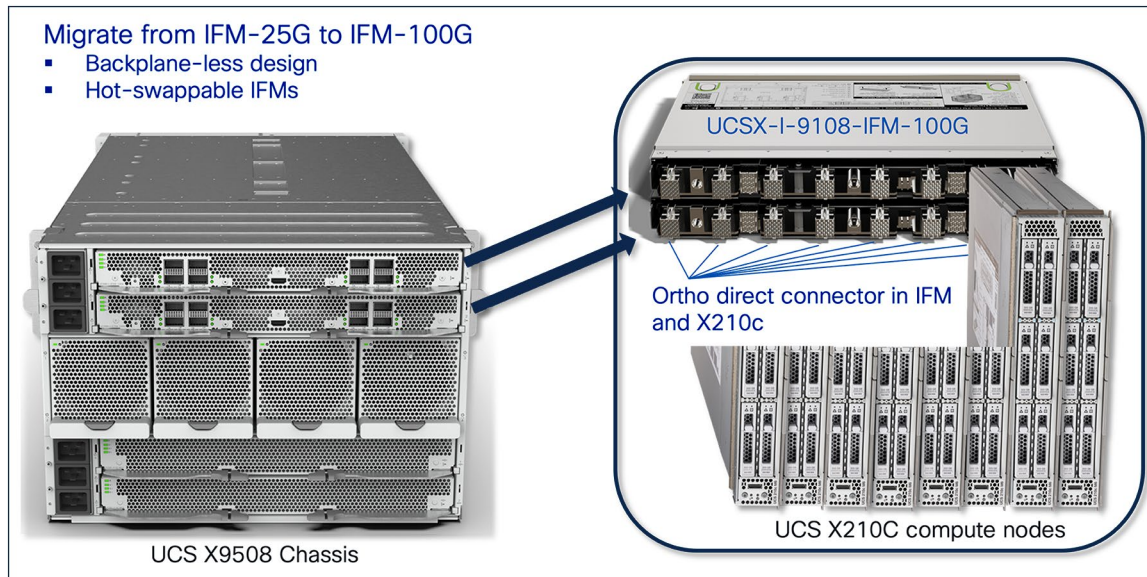 Migrate from IFM-25G to IFM-100G
▪ Backplane-less design
▪ Hot-swappable IFMs
UCSX-I-9108-IFM-100G
Ortho direct connector in IFM
and X210c
UCS X210C compute nodes
UCS X9508 Chassis